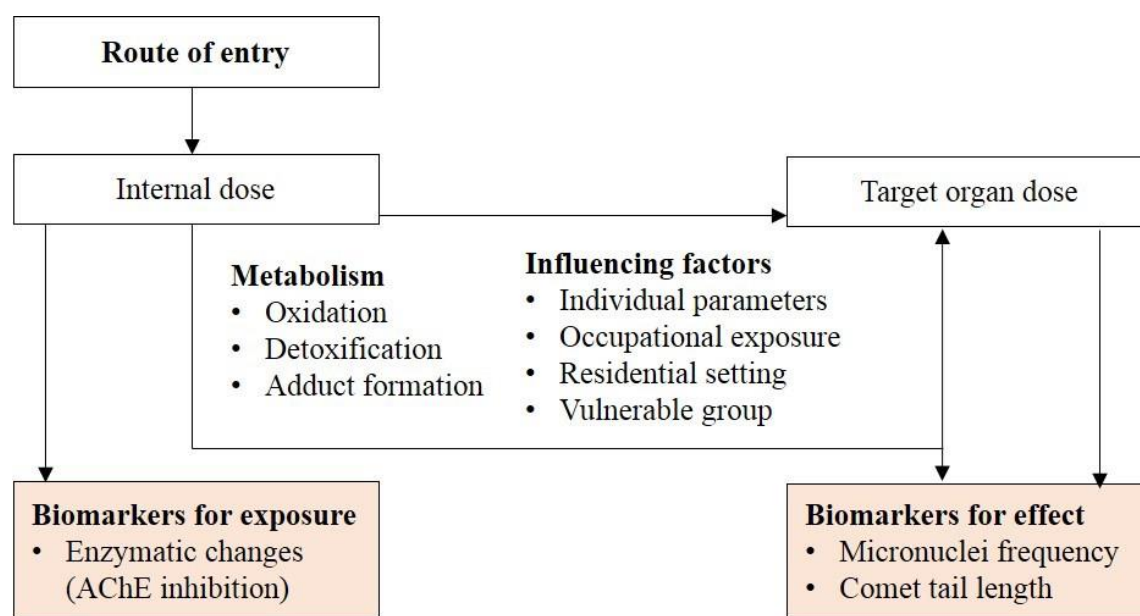 Route of entry
Internal dose
Target organ dose
Metabolism
• Oxidation
• Detoxification
• Adduct formation
Influencing factors
• Individual parameters
• Occupational exposure
• Residential setting
• Vulnerable group
Biomarkers for exposure
• Enzymatic changes
(AChE inhibition)
Biomarkers for effect
• Micronuclei frequency
• Comet tail length